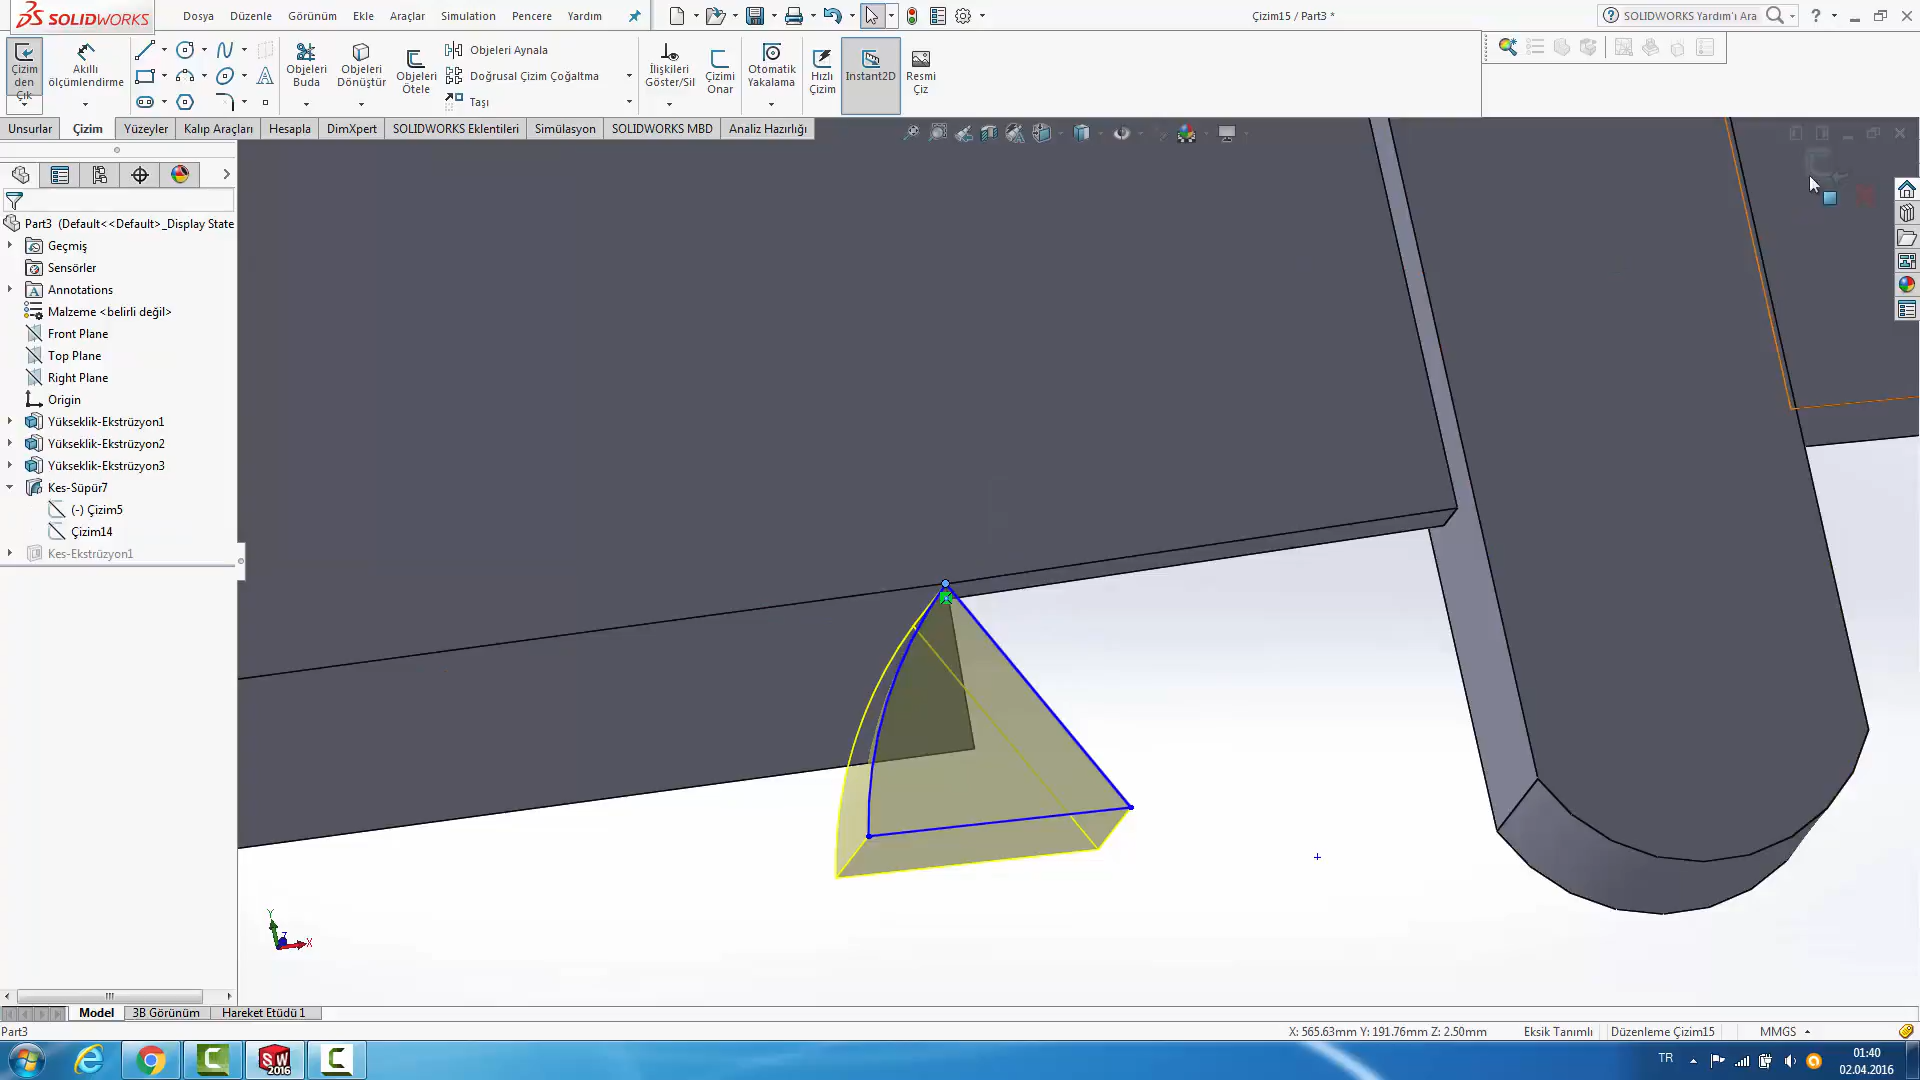 SOLIDWORKS
Dosya Düzenle Görünüm Ekle Araçlar Simulation Pencere Yardım
Çizim15 / Part3 *
SOLIDWORKS Yardım'ı Ara
Çizim
den
Çık
Akıllı
ölçümlendirme
Objeleri
Buda
Objeleri
Dönüştür
Objeleri
Ötele
Objeleri Aynala
Doğrusal Çizim Çoğaltma
Taşı
İlişkileri
Göster/Sil
Çizimi
Onar
Otomatik
Yakalama
Hızlı
Çizim
Instant2D
Resmi
Çiz
Unsurlar Çizim Yüzeyler Kalıp Araçları Hesapla DimXpert SOLIDWORKS Eklentileri Simülasyon SOLIDWORKS MBD Analiz Hazırlığı
Part3 (Default<<Default>_Display State
Geçmiş
Sensörler
Annotations
Malzeme <belirli değil>
Front Plane
Top Plane
Right Plane
Origin
Yükseklik-Ekstrüzyon1
Yükseklik-Ekstrüzyon2
Yükseklik-Ekstrüzyon3
Kes-Süpür7
(-) Çizim5
Çizim14
Kes-Ekstrüzyon1
Y
Z
X
Model 3B Görünüm Hareket Etüdü 1
Part3
X: 565.63mm Y: 191.76mm Z: 2.50mm Eksik Tanımlı Düzenleme Çizim15 MMGS
SW
2016
TR
01:40
02.04.2016